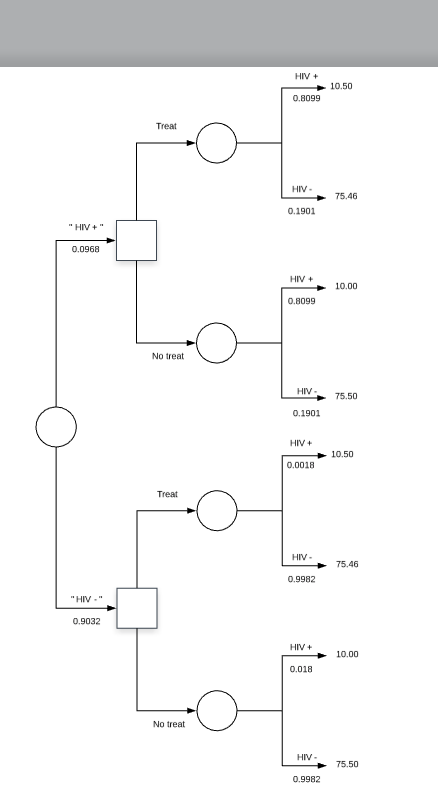 HIV +
10.50
0.8099
Treat
HIV -
75.46
0.1901
" HIV + "
0.0968
HIV +
10.00
0.8099
No treat
HIV -
75.50
0.1901
HIV +
10.50
0.0018
Treat
HIV -
75.46
0.9982
" HIV - "
0.9032
HIV +
10.00
0.018
No treat
HIV -
75.50
0.9982